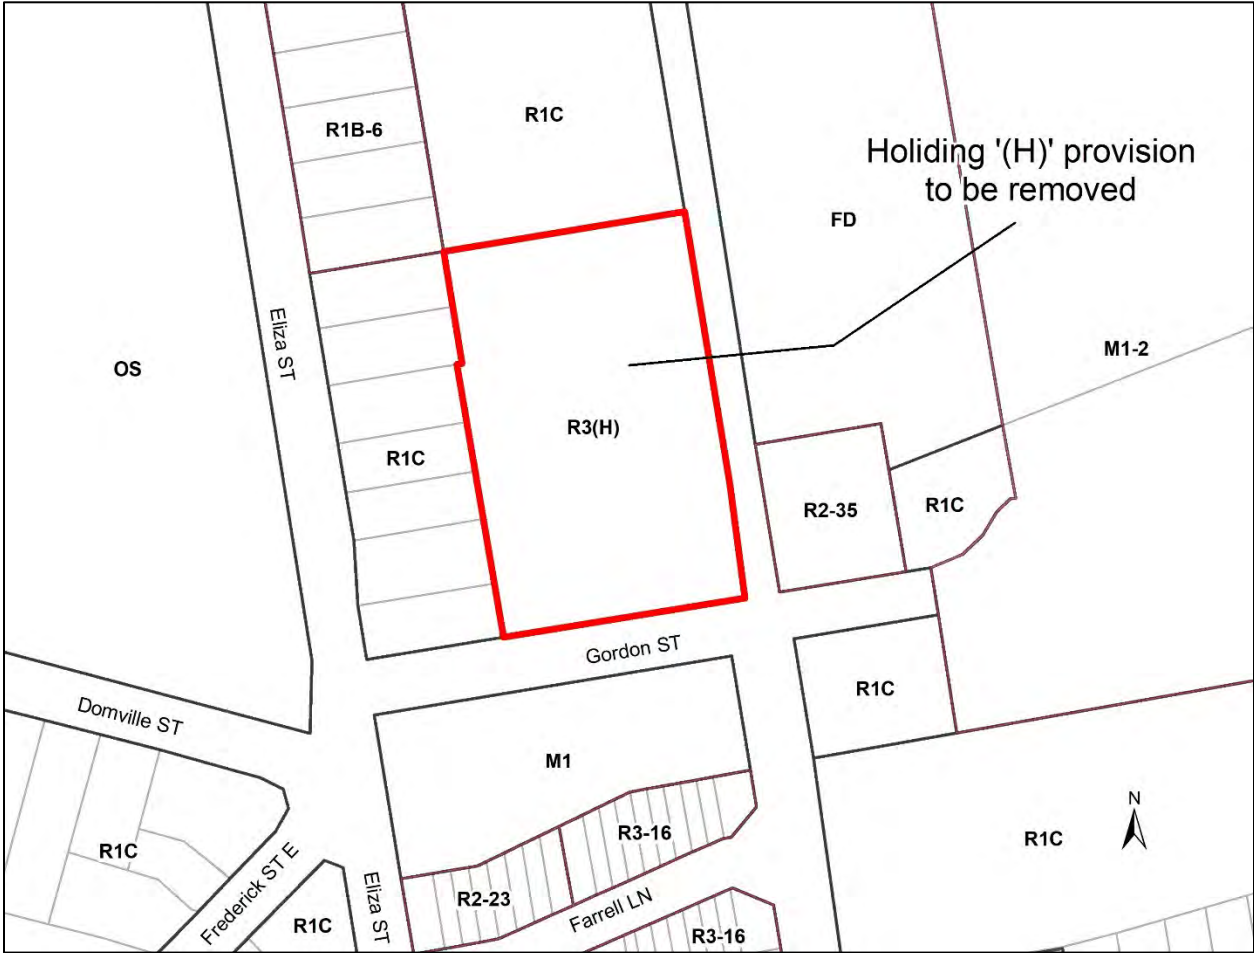 R1C
R1B-6
Holiding '(H)' provision
to be removed
FD
Eliza ST
M1-2
OS
R3(H)
R1C
R2-35
R1C
Gordon ST
R1C
Domville ST
M1
N
R3-16
R1C
R1C
R2-23
Eliza ST
Frederick ST E
Farrell LN
R1C
R3-16